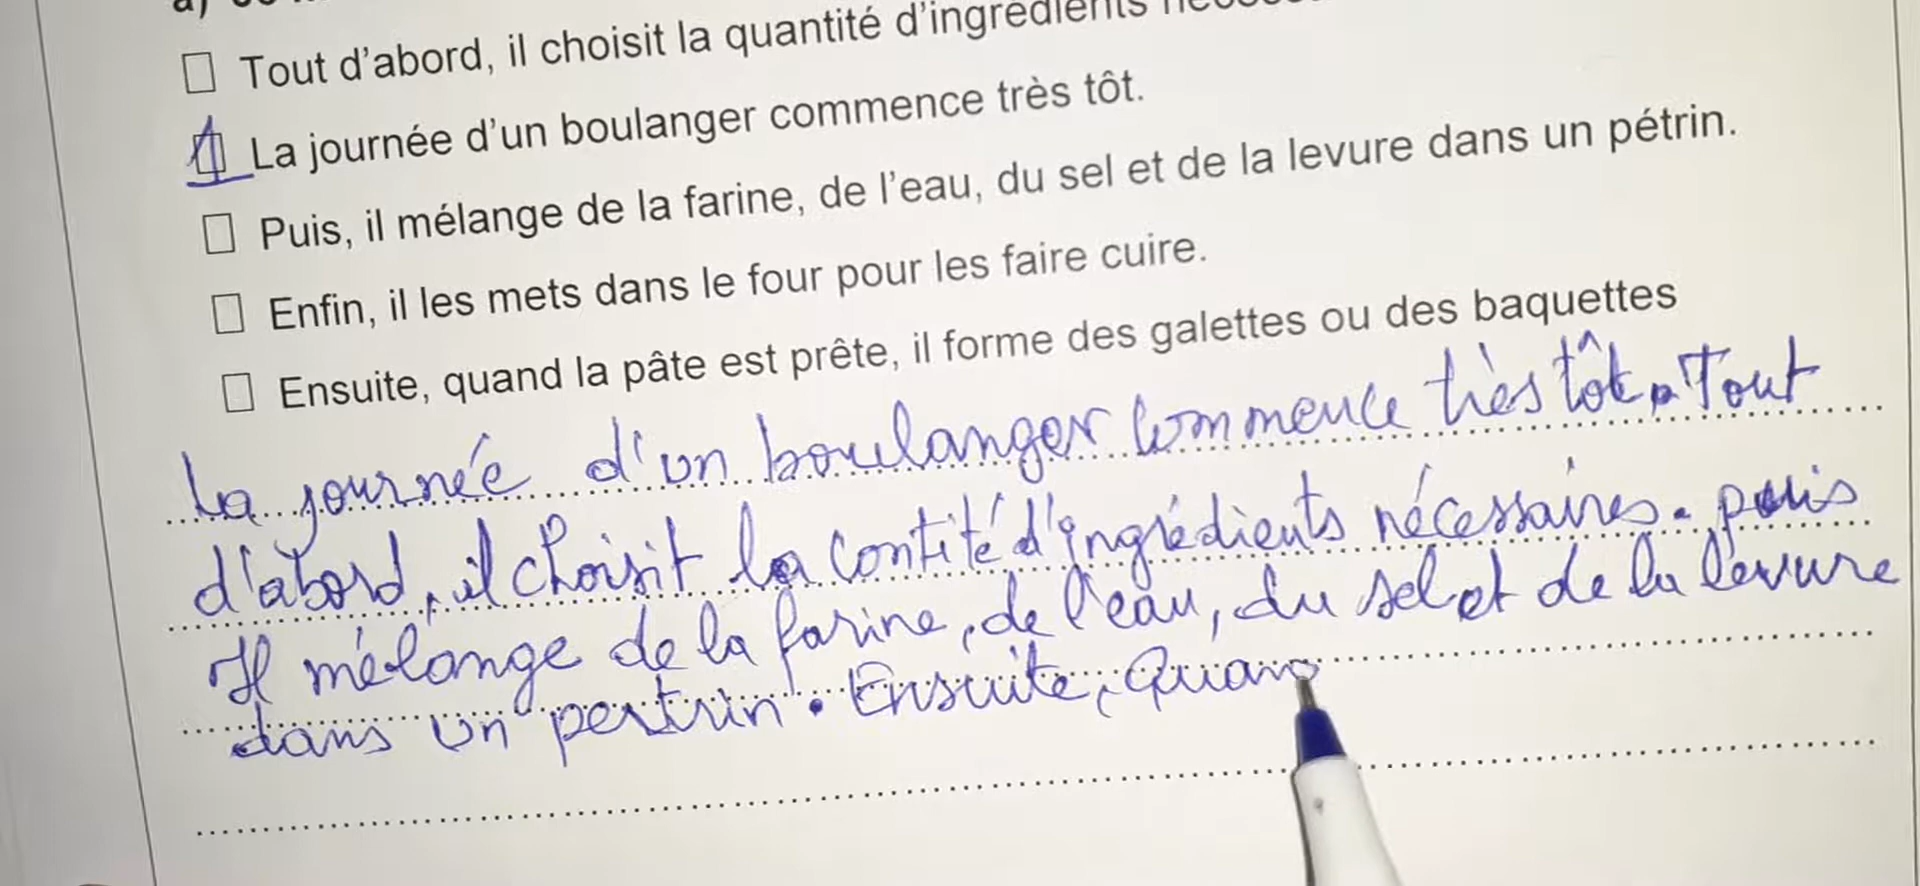 Tout d'abord, il choisit la quantité d'ingrédients
1 La journée d'un boulanger commence très tôt.
Puis, il mélange de la farine, de l'eau, du sel et de la levure dans un pétrin.
Enfin, il les mets dans le four pour les faire cuire.
Ensuite, quand la pâte est prête, il forme des galettes ou des baquettes
La journée d'un boulanger commence très tôt. Tout
d'abord, il choisit la contité d'ingrédients nécessaires. puis
Il mélange de la farine, de l'eau, du sel et de la levure
dans un pertrin. Ensuite, Quan